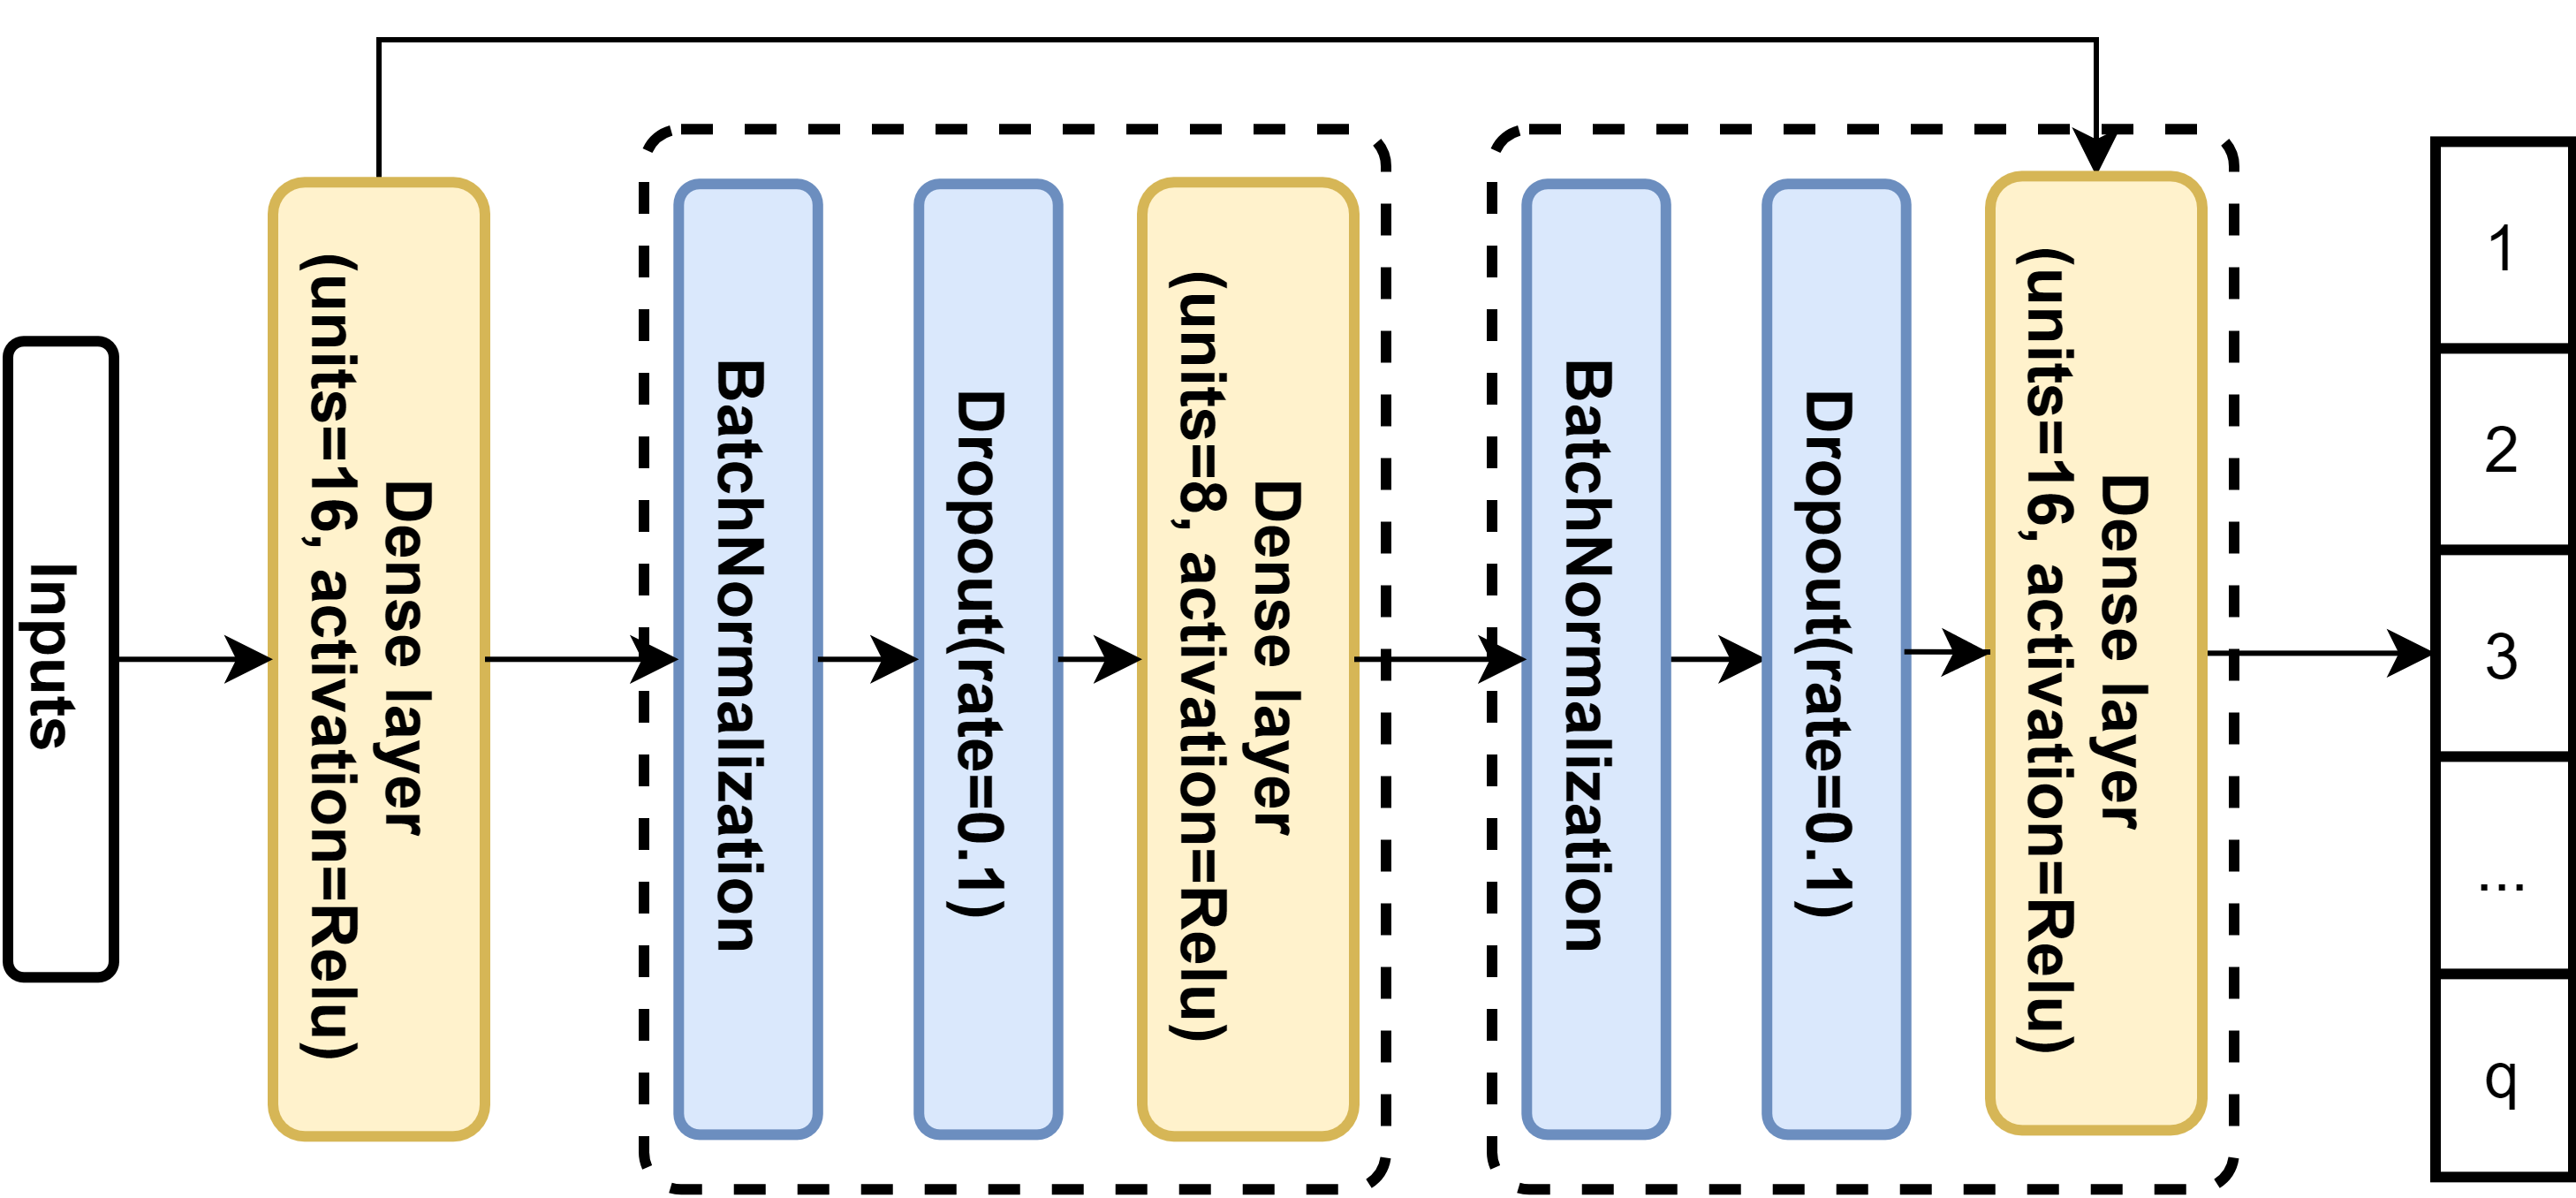 Inputs
Dense layer
(units=16, activation=Relu)
BatchNormalization
Dropout(rate=0.1)
Dense layer
(units=8, activation=Relu)
BatchNormalization
Dropout(rate=0.1)
Dense layer
(units=16, activation=Relu)
1
2
3
...
q